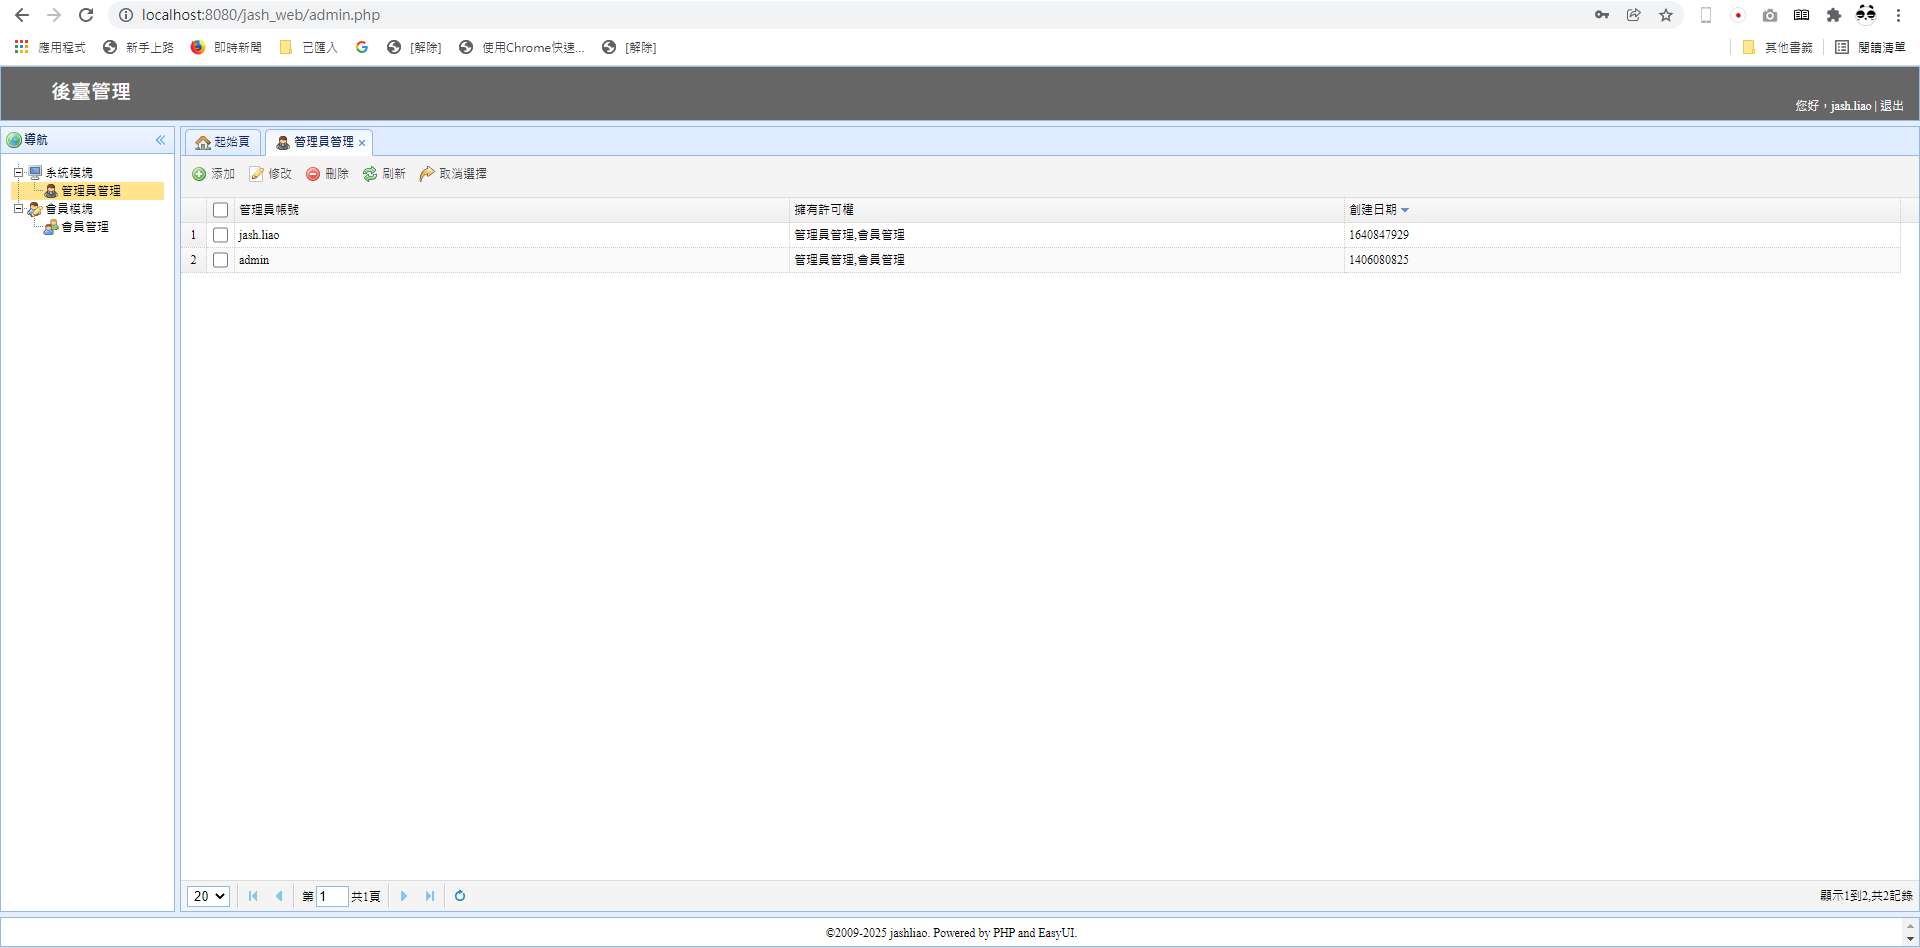 localhost:8080/jash_web/admin.php
應用程式 新手上路 即時新聞 已匯入 [解除] 使用Chrome快速... [解除] 其他書籤 閱讀清單
後臺管理
您好，jash.liao | 退出
導航
起始頁 管理員管理
系統模塊
管理員管理
會員模塊
會員管理
添加 修改 刪除 刷新 取消選擇
管理員帳號 擁有許可權 創建日期
1 jash.liao 管理員管理,會員管理 1640847929
2 admin 管理員管理,會員管理 1406080825
20 第 1 共1頁 顯示1到2,共2記錄
©2009-2025 jashliao. Powered by PHP and EasyUI.